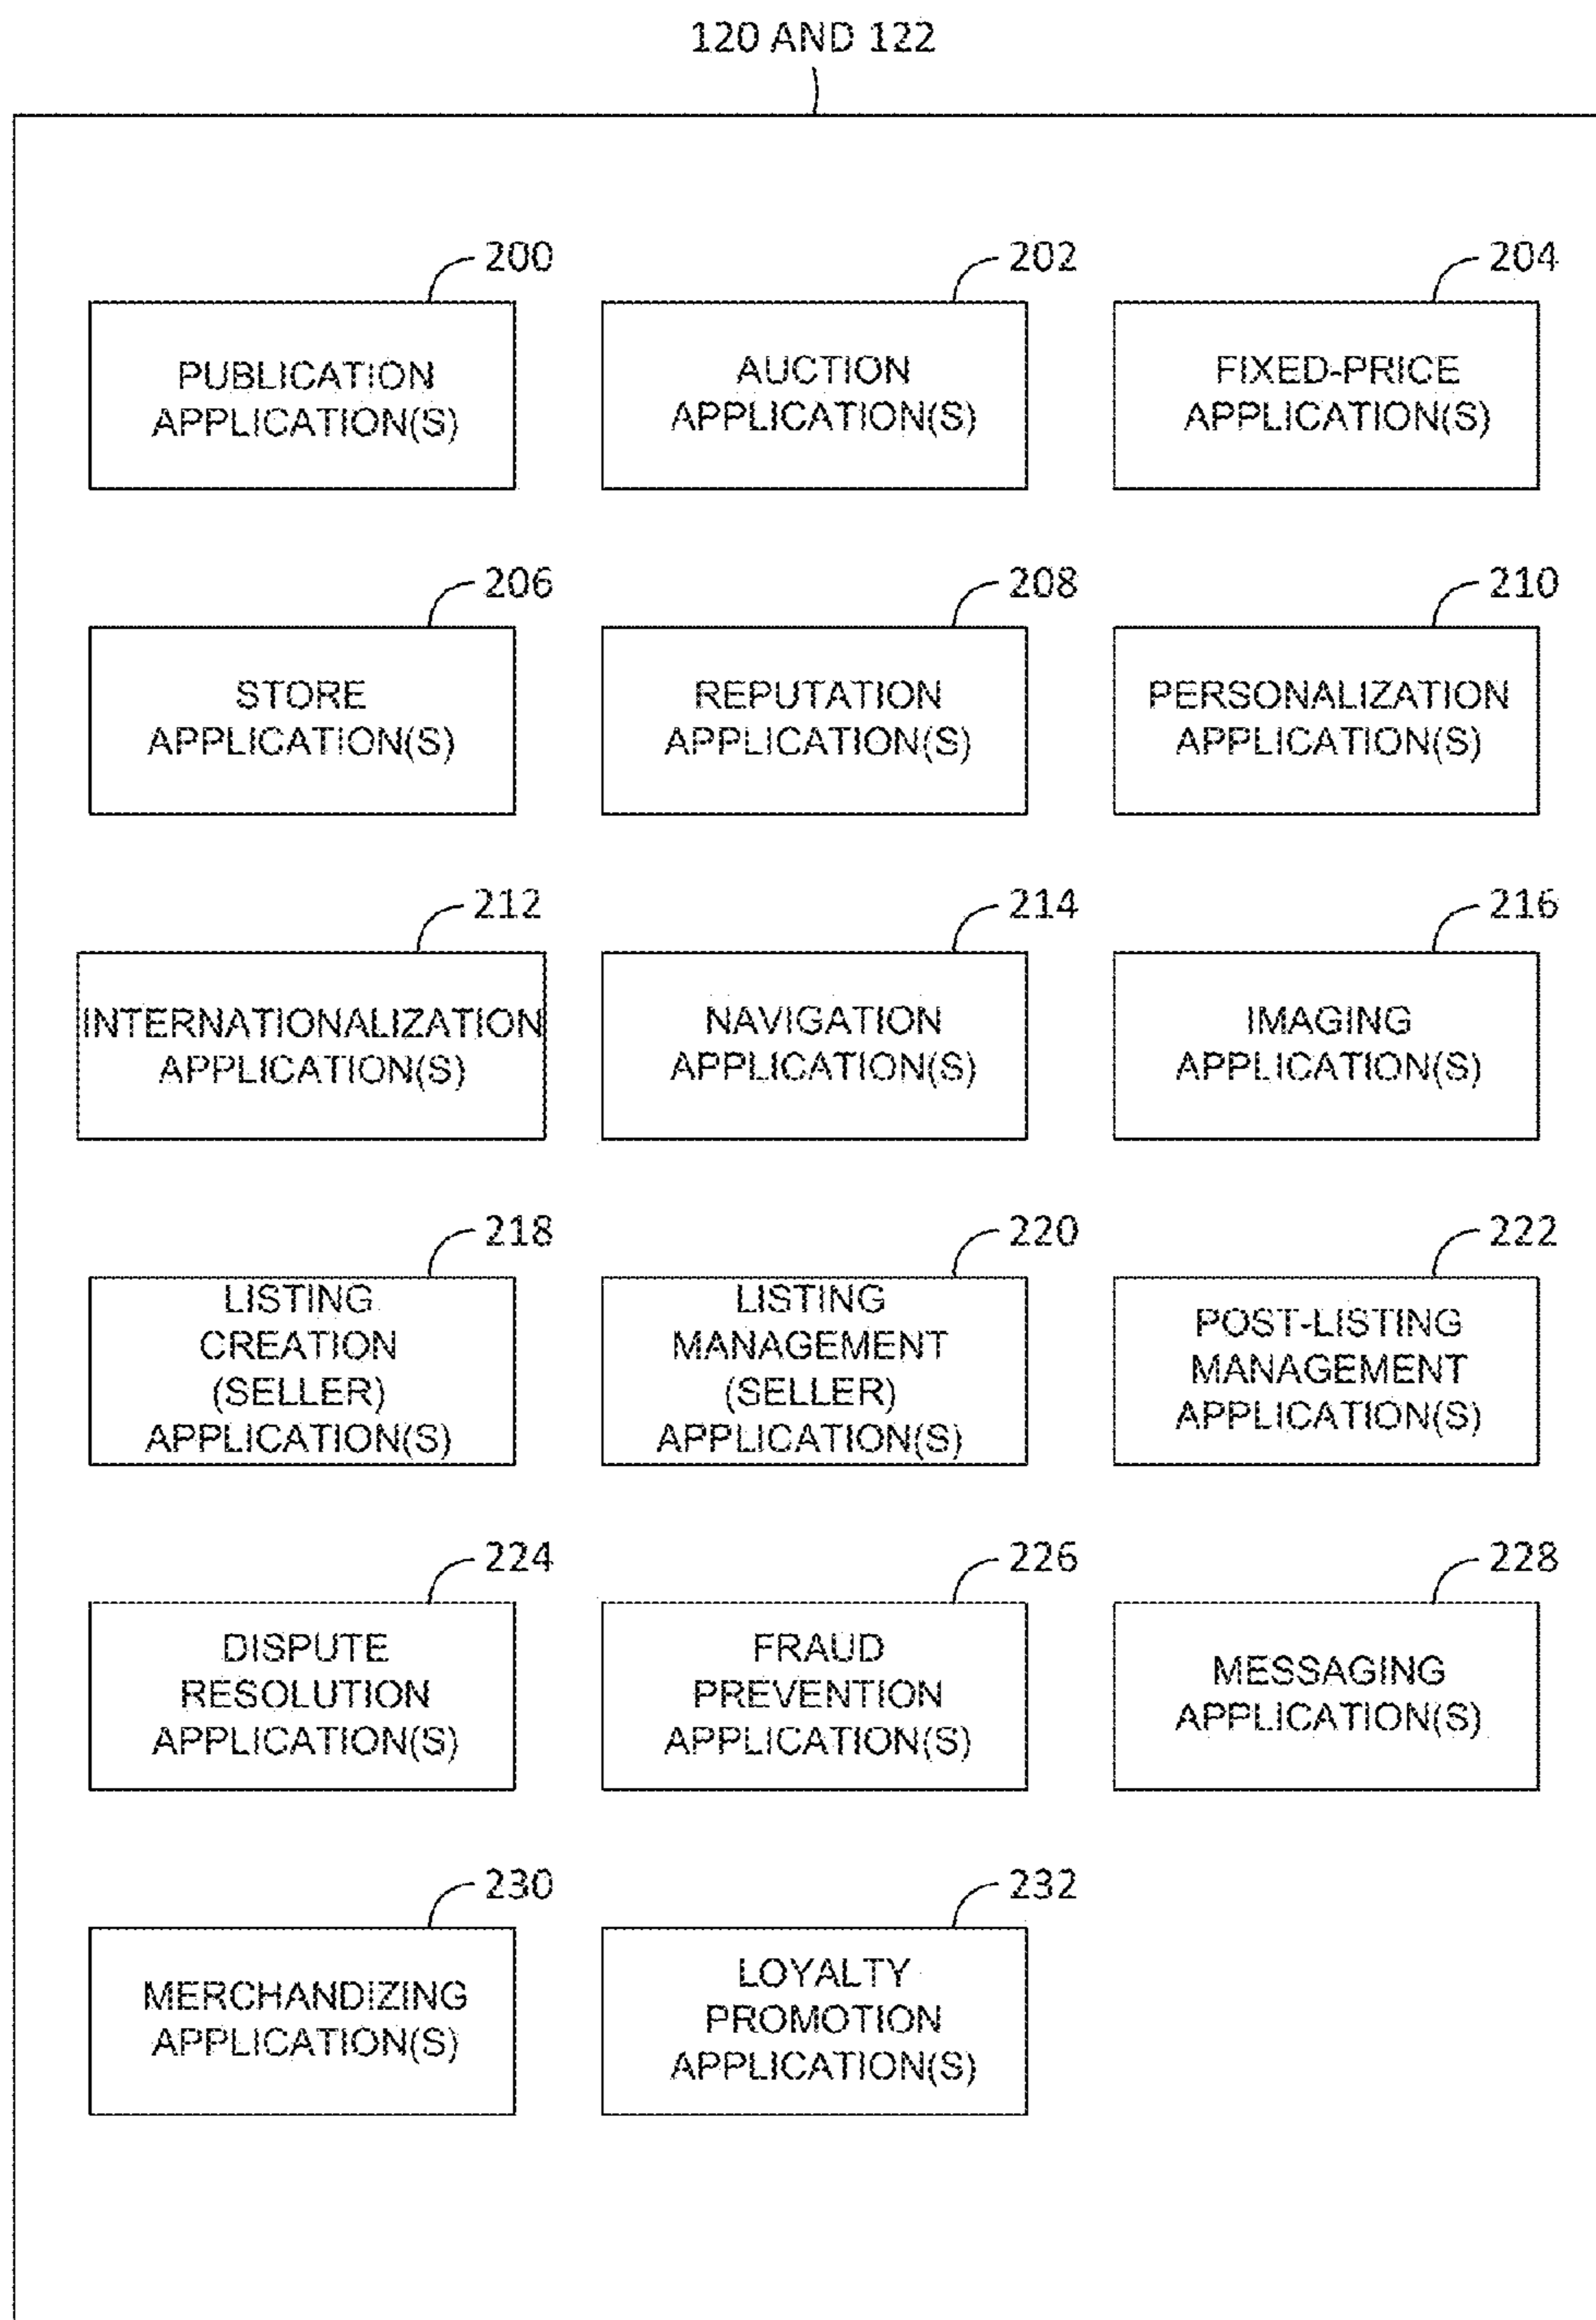 120 AND 122
200
PUBLICATION
APPLICATION(S)
202
AUCTION
APPLICATION(S)
204
FIXED-PRICE
APPLICATION(S)
206
STORE
APPLICATION(S)
208
REPUTATION
APPLICATION(S)
210
PERSONALIZATION
APPLICATION(S)
212
INTERNATIONALIZATION
APPLICATION(S)
214
NAVIGATION
APPLICATION(S)
216
IMAGING
APPLICATION(S)
218
LISTING
CREATION
(SELLER)
APPLICATION(S)
220
LISTING
MANAGEMENT
(SELLER)
APPLICATION(S)
222
POST-LISTING
MANAGEMENT
APPLICATION(S)
224
DISPUTE
RESOLUTION
APPLICATION(S)
226
FRAUD
PREVENTION
APPLICATION(S)
228
MESSAGING
APPLICATION(S)
230
MERCHANDIZING
APPLICATION(S)
232
LOYALTY
PROMOTION
APPLICATION(S)